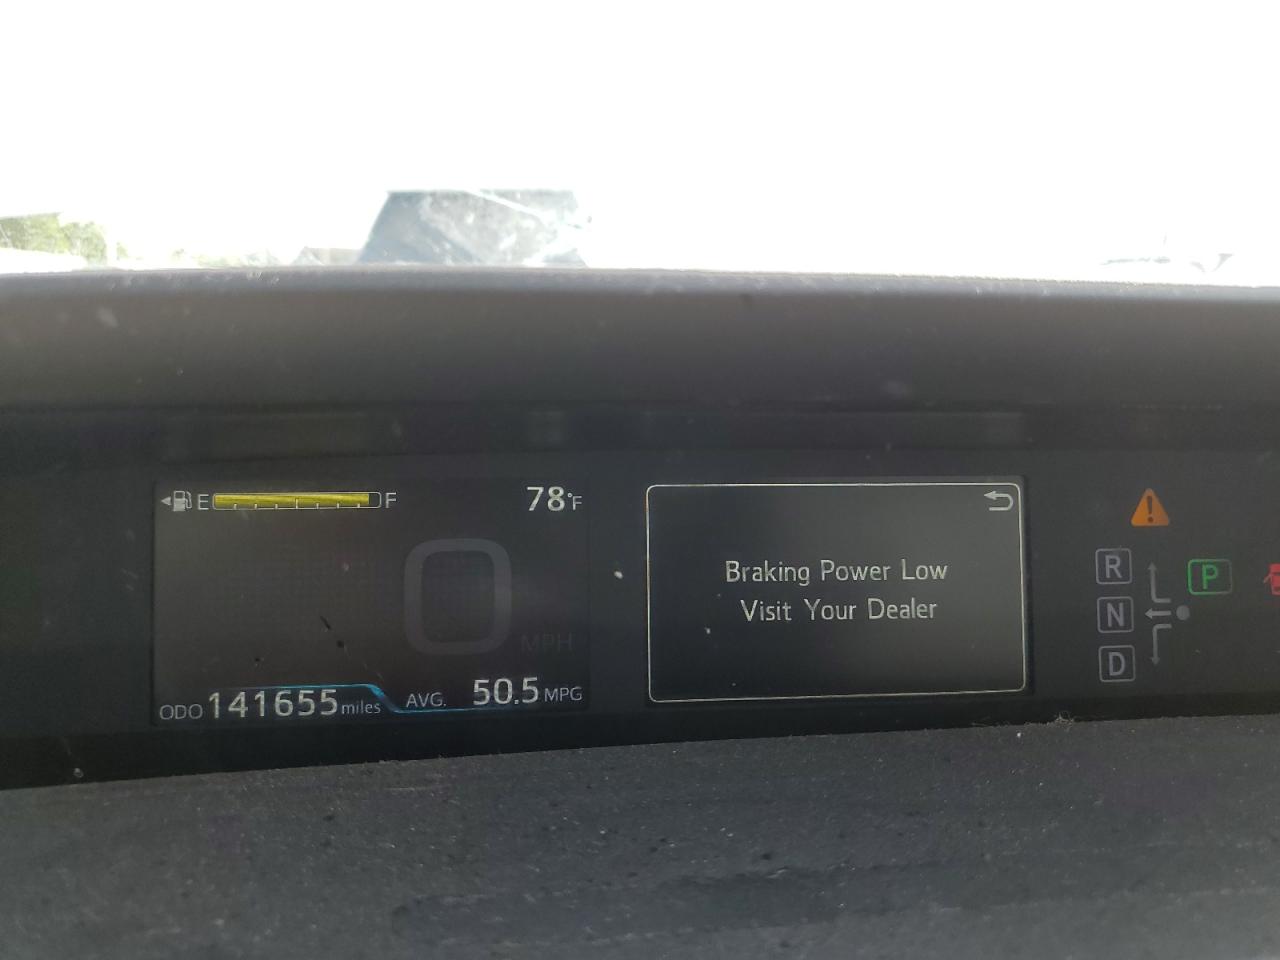 E F 78°F
0 MPH
ODO 141655 miles AVG. 50.5 MPG
Braking Power Low
Visit Your Dealer
R
P
N
D